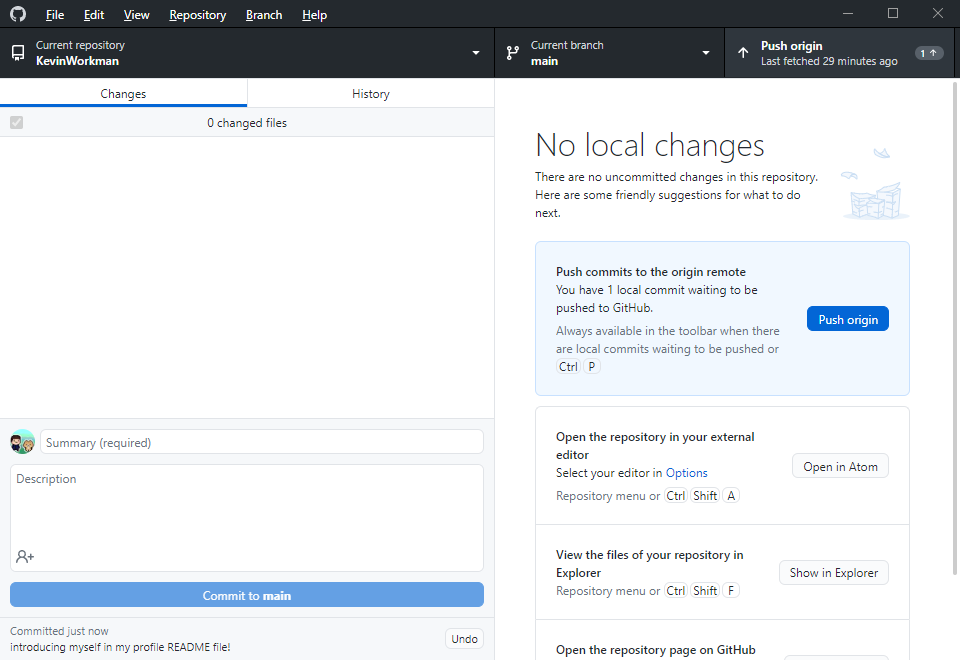 File Edit View Repository Branch Help
Current repository
KevinWorkman
Current branch
main
Push origin
Last fetched 29 minutes ago
1
Changes
History
0 changed files
No local changes
There are no uncommitted changes in this repository.
Here are some friendly suggestions for what to do
next.
Push commits to the origin remote
You have 1 local commit waiting to be
pushed to GitHub.
Always available in the toolbar when there
are local commits waiting to be pushed or
Ctrl P
Push origin
Open the repository in your external
editor
Select your editor in Options
Repository menu or Ctrl Shift A
Open in Atom
View the files of your repository in
Explorer
Repository menu or Ctrl Shift F
Show in Explorer
Open the repository page on GitHub
Summary (required)
Description
Commit to main
Committed just now
introducing myself in my profile README file!
Undo